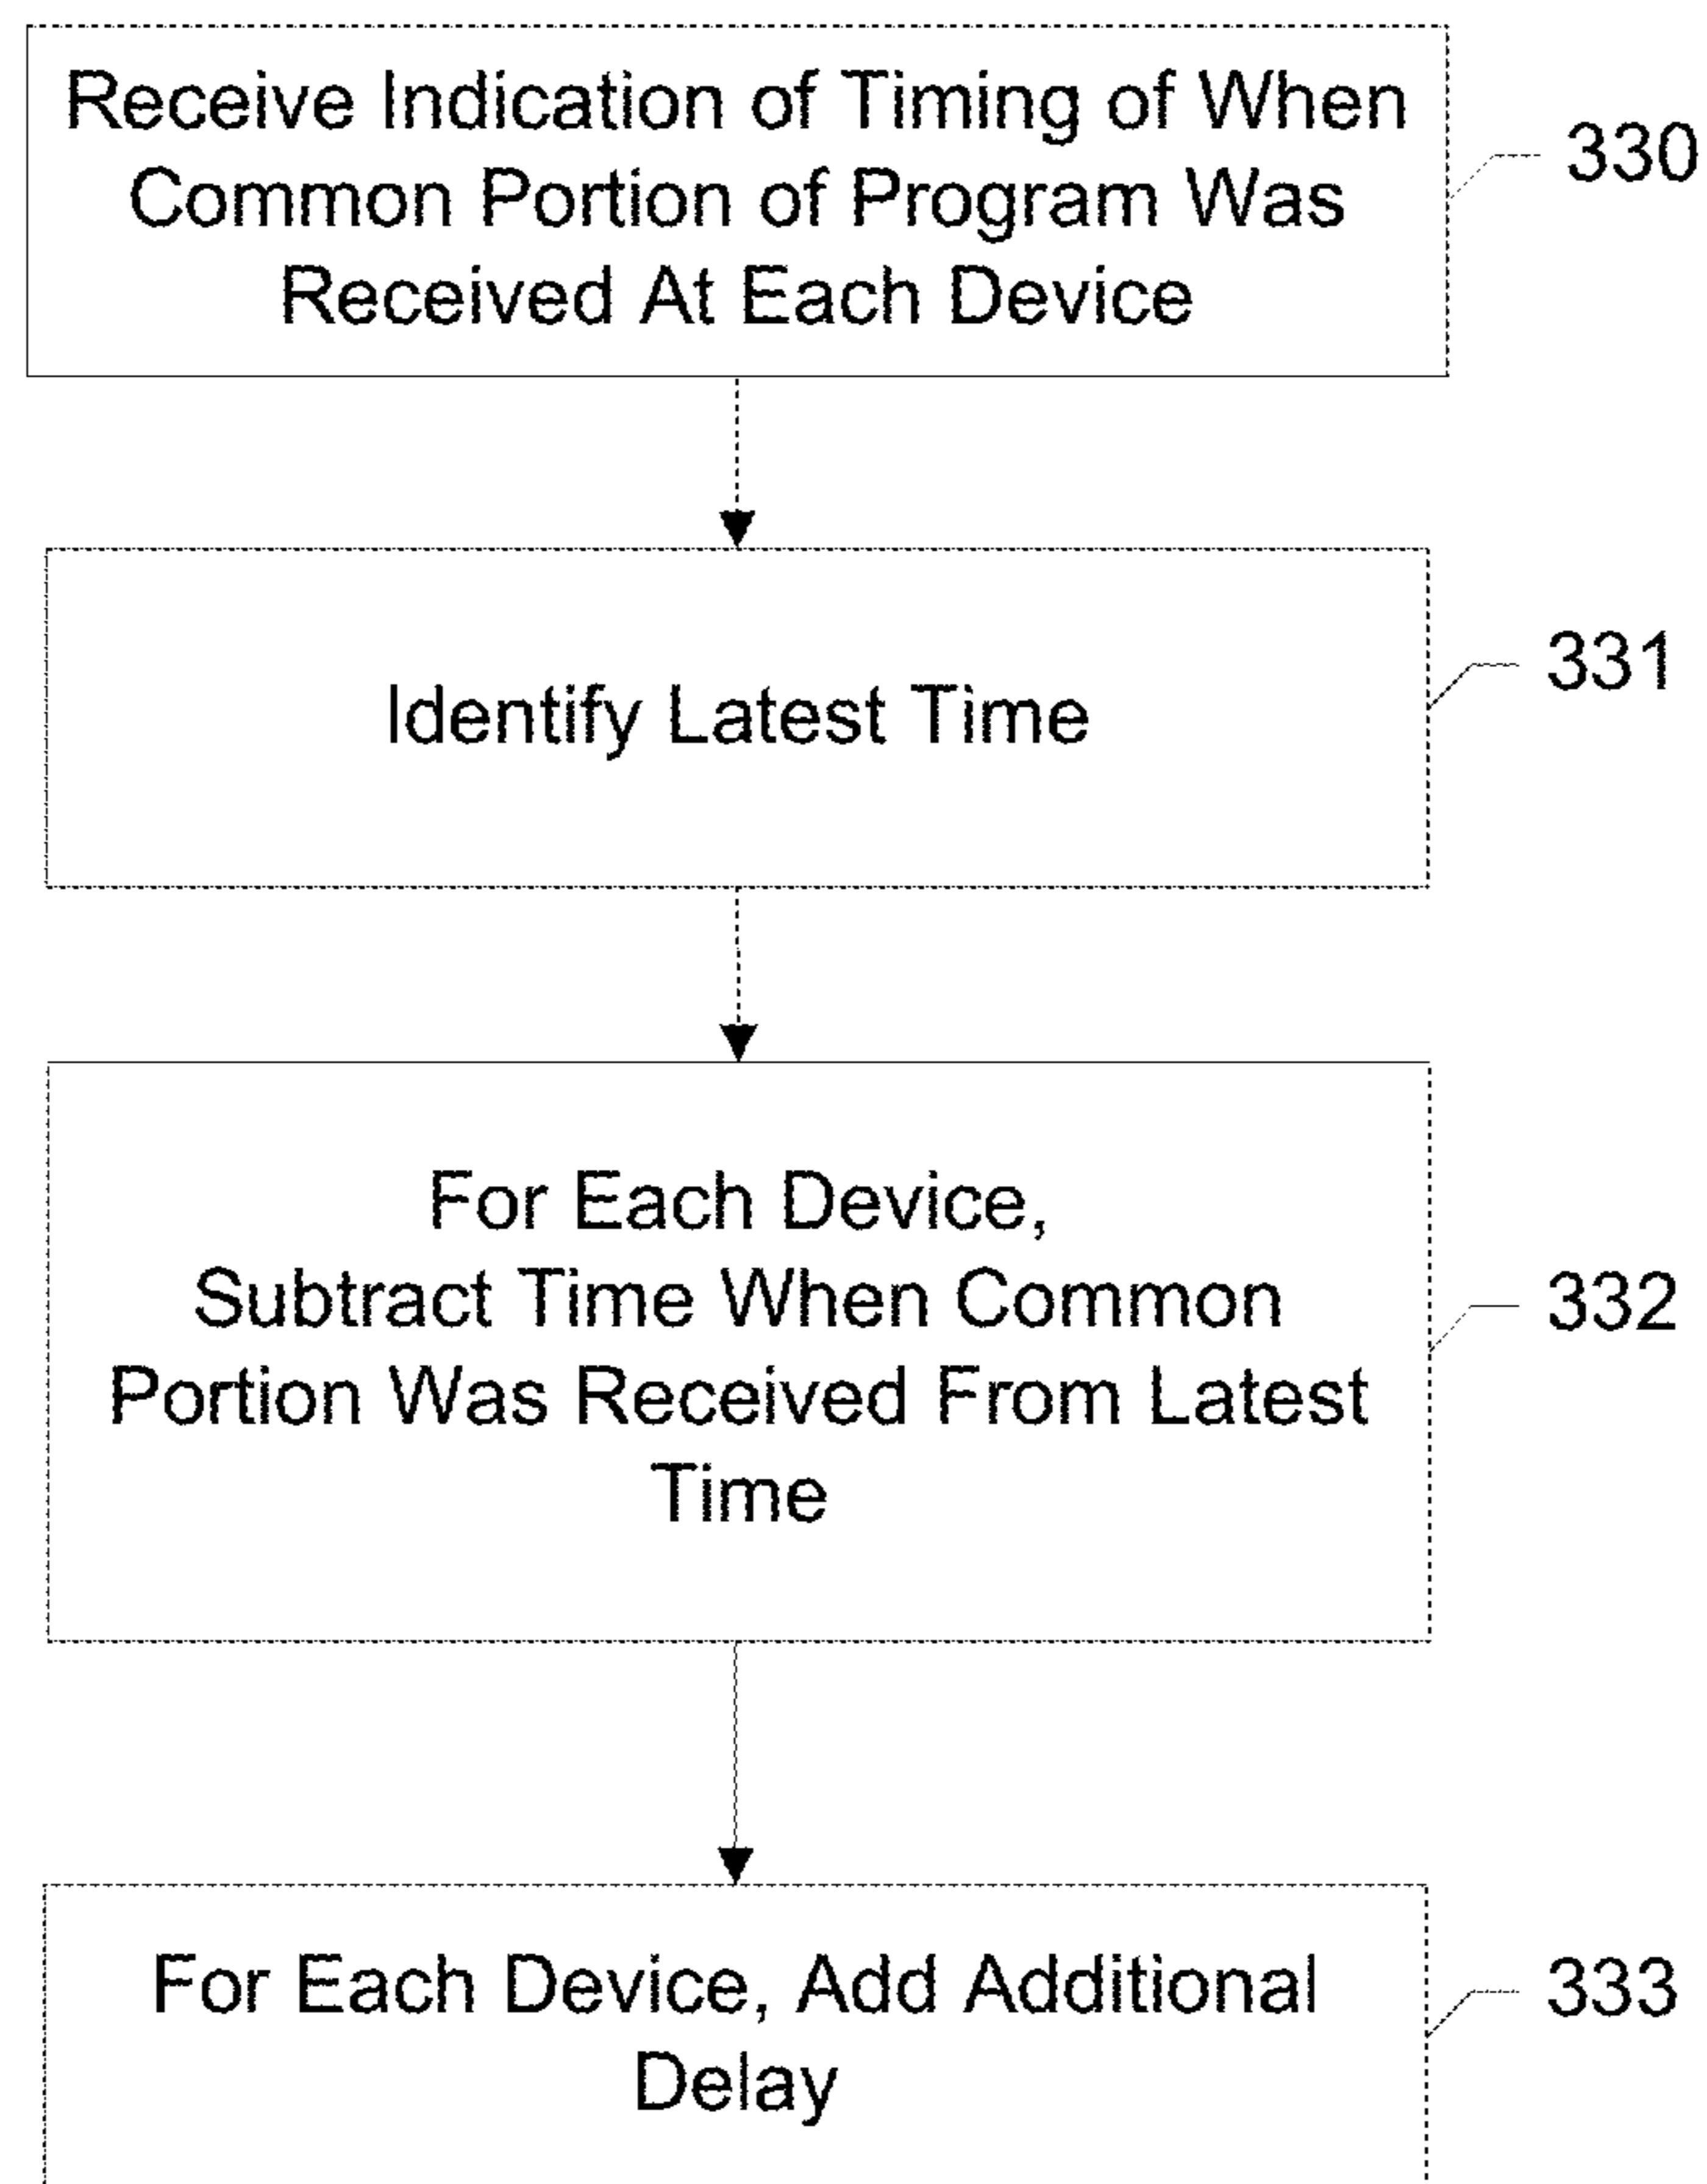 Receive Indication of Timing of When
Common Portion of Program Was
Received At Each Device
330
Identify Latest Time
331
For Each Device,
Subtract Time When Common
Portion Was Received From Latest
Time
332
For Each Device, Add Additional
Delay
333